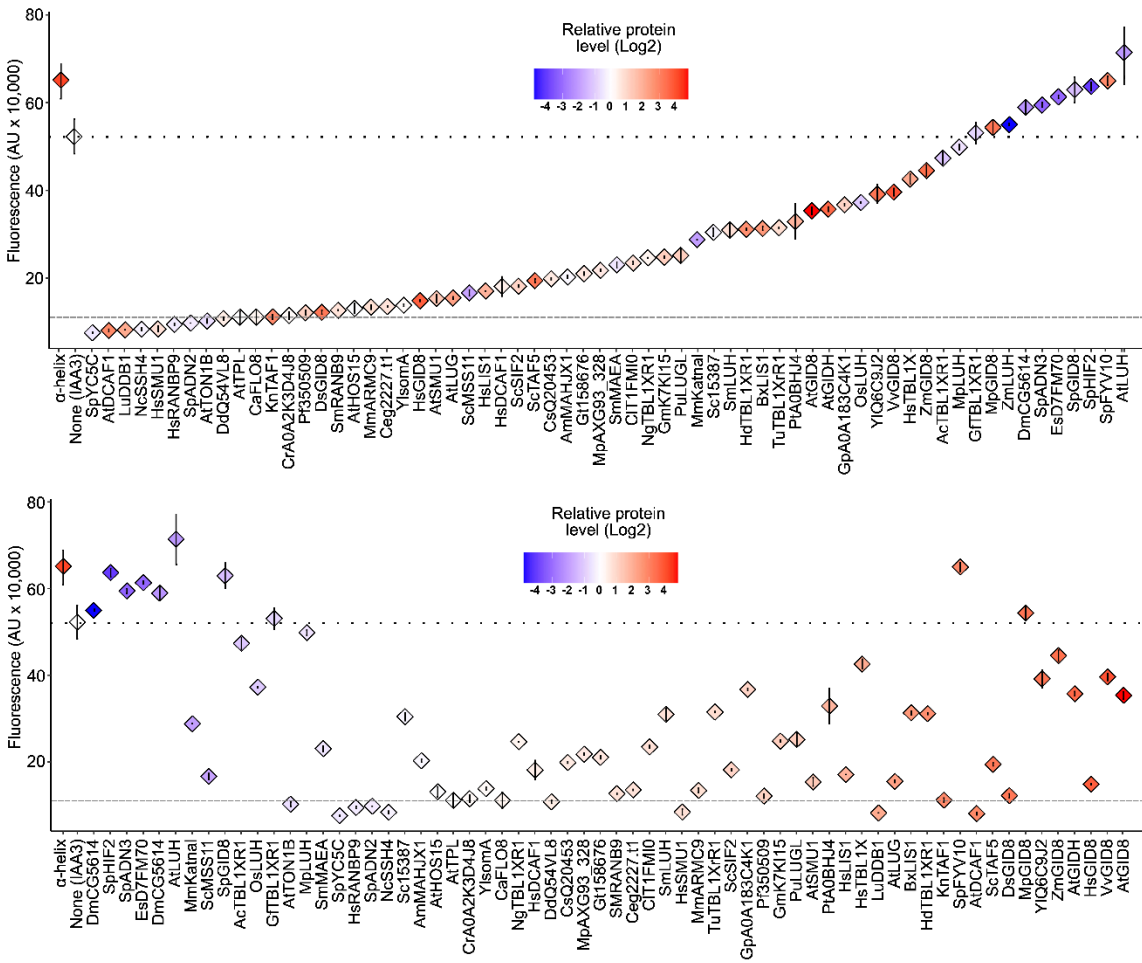 80
60
40
20
Fluorescence (AU x 10,000)
Relative protein
level (Log2)
-4 -3 -2 -1 0 1 2 3 4
α-helix
None (IAA3)
SpYC5C
AtDCAF1
LuDDB1
NcSSH4
HsSMU1
HsRANBP9
SpADN2
AtTON1B
DdQ54VL8
AtTPL
CaFLO8
KnTAF1
CrA0A2K3D4J8
Pf350509
DsGID8
SmRANB9
AtHOS15
MmARMC9
Ceg2227.t1
YlsomA
HsGID8
AtSMU1
AtLUG
ScMSS11
HsLIS1
HsDCAF1
ScSIF2
ScTAF5
CsQ20453
AmMAHJX1
Gt158676
MpAXG93_328
SmMAEA
CIT1FMI0
NgTBL1XR1
GmK7KI15
PuLUGL
MmKatnal
Sc15387
SmLUH
HdTBL1XR1
BxLIS1
TuTBL1XrR1
PtA0BHJ4
AtGID8
AtGIDH
GpA0A183C4K1
OsLUH
YlQ6C9J2
VvGID8
HsTBL1X
ZmGID8
AcTBL1XR1
MpLUH
GfTBL1XR1
MpGID8
ZmLUH
DmCG5614
SpADN3
EsD7FM70
SpGID8
SpHIF2
SpFYV10
AtLUH
80
60
40
20
Fluorescence (AU x 10,000)
Relative protein
level (Log2)
-4 -3 -2 -1 0 1 2 3 4
α-helix
None (IAA3)
DmCG5614
SpHIF2
SpADN3
EsD7FM70
DmCG5614
AtLUH
MmKatnal
ScMSS11
SpGID8
AcTBL1XR1
OsLUH
GfTBL1XR1
AtTON1B
MpLUH
SmMAEA
SpYC5C
HsRANBP9
SpADN2
NcSSH4
Sc15387
AmMAHJX1
AtHOS15
AtTPL
CrA0A2K3D4J8
YlsomA
CaFLO8
NgTBL1XR1
HsDCAF1
DdQ54VL8
CsQ20453
MpAXG93_328
Gt158676
SMRANB9
Ceg2227.t1
CIT1FMI0
SmLUH
HsSMU1
MmARMC9
TuTBL1XrR1
ScSIF2
GpA0A183C4K1
Pf350509
GmK7KI15
PuLUGL
AtSMU1
PtA0BHJ4
HsLIS1
HsTBL1X
LuDDB1
AtLUG
BxLIS1
HdTBL1XR1
KnTAF1
SpFYV10
AtDCAF1
ScTAF5
DsGID8
MpGID8
YlQ6C9J2
ZmGID8
AtGIDH
HsGID8
VvGID8
AtGID8